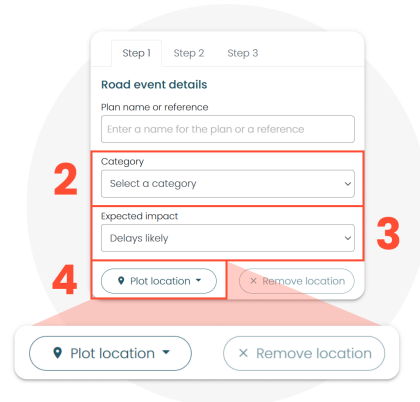 Step 1 Step 2 Step 3
Road event details
Plan name or reference
Enter a name for the plan or a reference
Category
2
Select a category
Expected impact
3
Delays likely
4
Plot location × Remove location
Plot location × Remove location